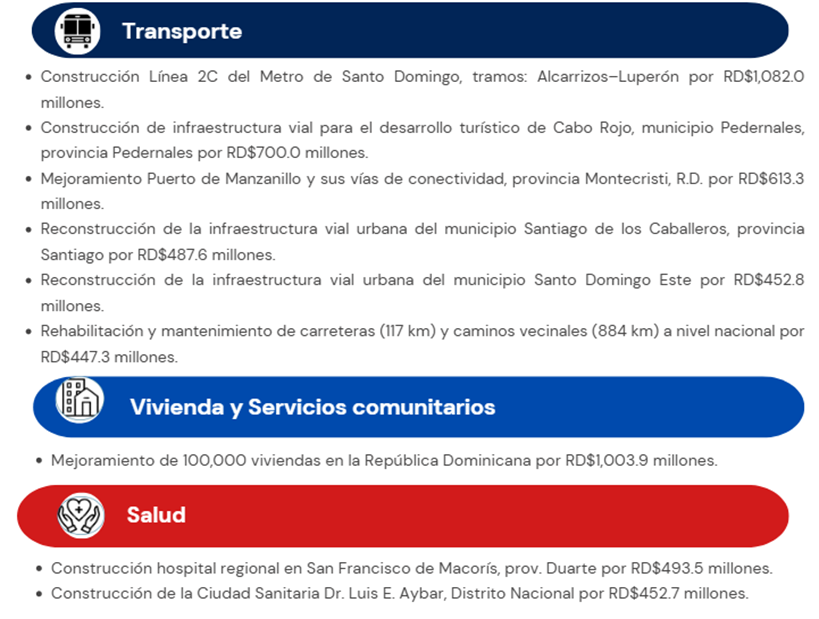 Transporte
• Construcción Línea 2C del Metro de Santo Domingo, tramos: Alcarrizos–Luperón por RD$1,082.0
millones.
• Construcción de infraestructura vial para el desarrollo turístico de Cabo Rojo, municipio Pedernales,
provincia Pedernales por RD$700.0 millones.
• Mejoramiento Puerto de Manzanillo y sus vías de conectividad, provincia Montecristi, R.D. por RD$613.3
millones.
• Reconstrucción de la infraestructura vial urbana del municipio Santiago de los Caballeros, provincia
Santiago por RD$487.6 millones.
• Reconstrucción de la infraestructura vial urbana del municipio Santo Domingo Este por RD$452.8
millones.
• Rehabilitación y mantenimiento de carreteras (117 km) y caminos vecinales (884 km) a nivel nacional por
RD$447.3 millones.
Vivienda y Servicios comunitarios
• Mejoramiento de 100,000 viviendas en la República Dominicana por RD$1,003.9 millones.
Salud
• Construcción hospital regional en San Francisco de Macorís, prov. Duarte por RD$493.5 millones.
• Construcción de la Ciudad Sanitaria Dr. Luis E. Aybar, Distrito Nacional por RD$452.7 millones.